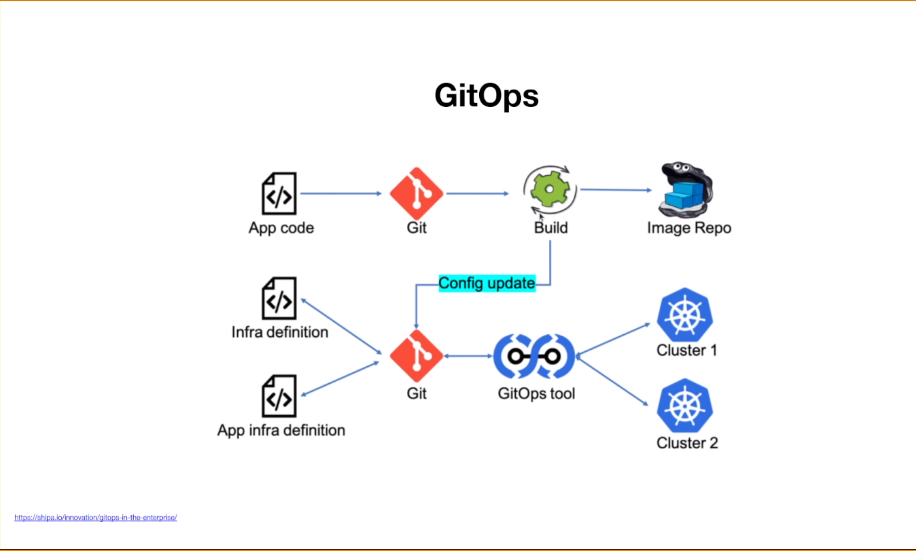 GitOps
App code
Git
Build
Image Repo
Config update
Infra definition
Cluster 1
Git
GitOps tool
App infra definition
Cluster 2
https://shipa.io/innovation/gitops-in-the-enterprise/